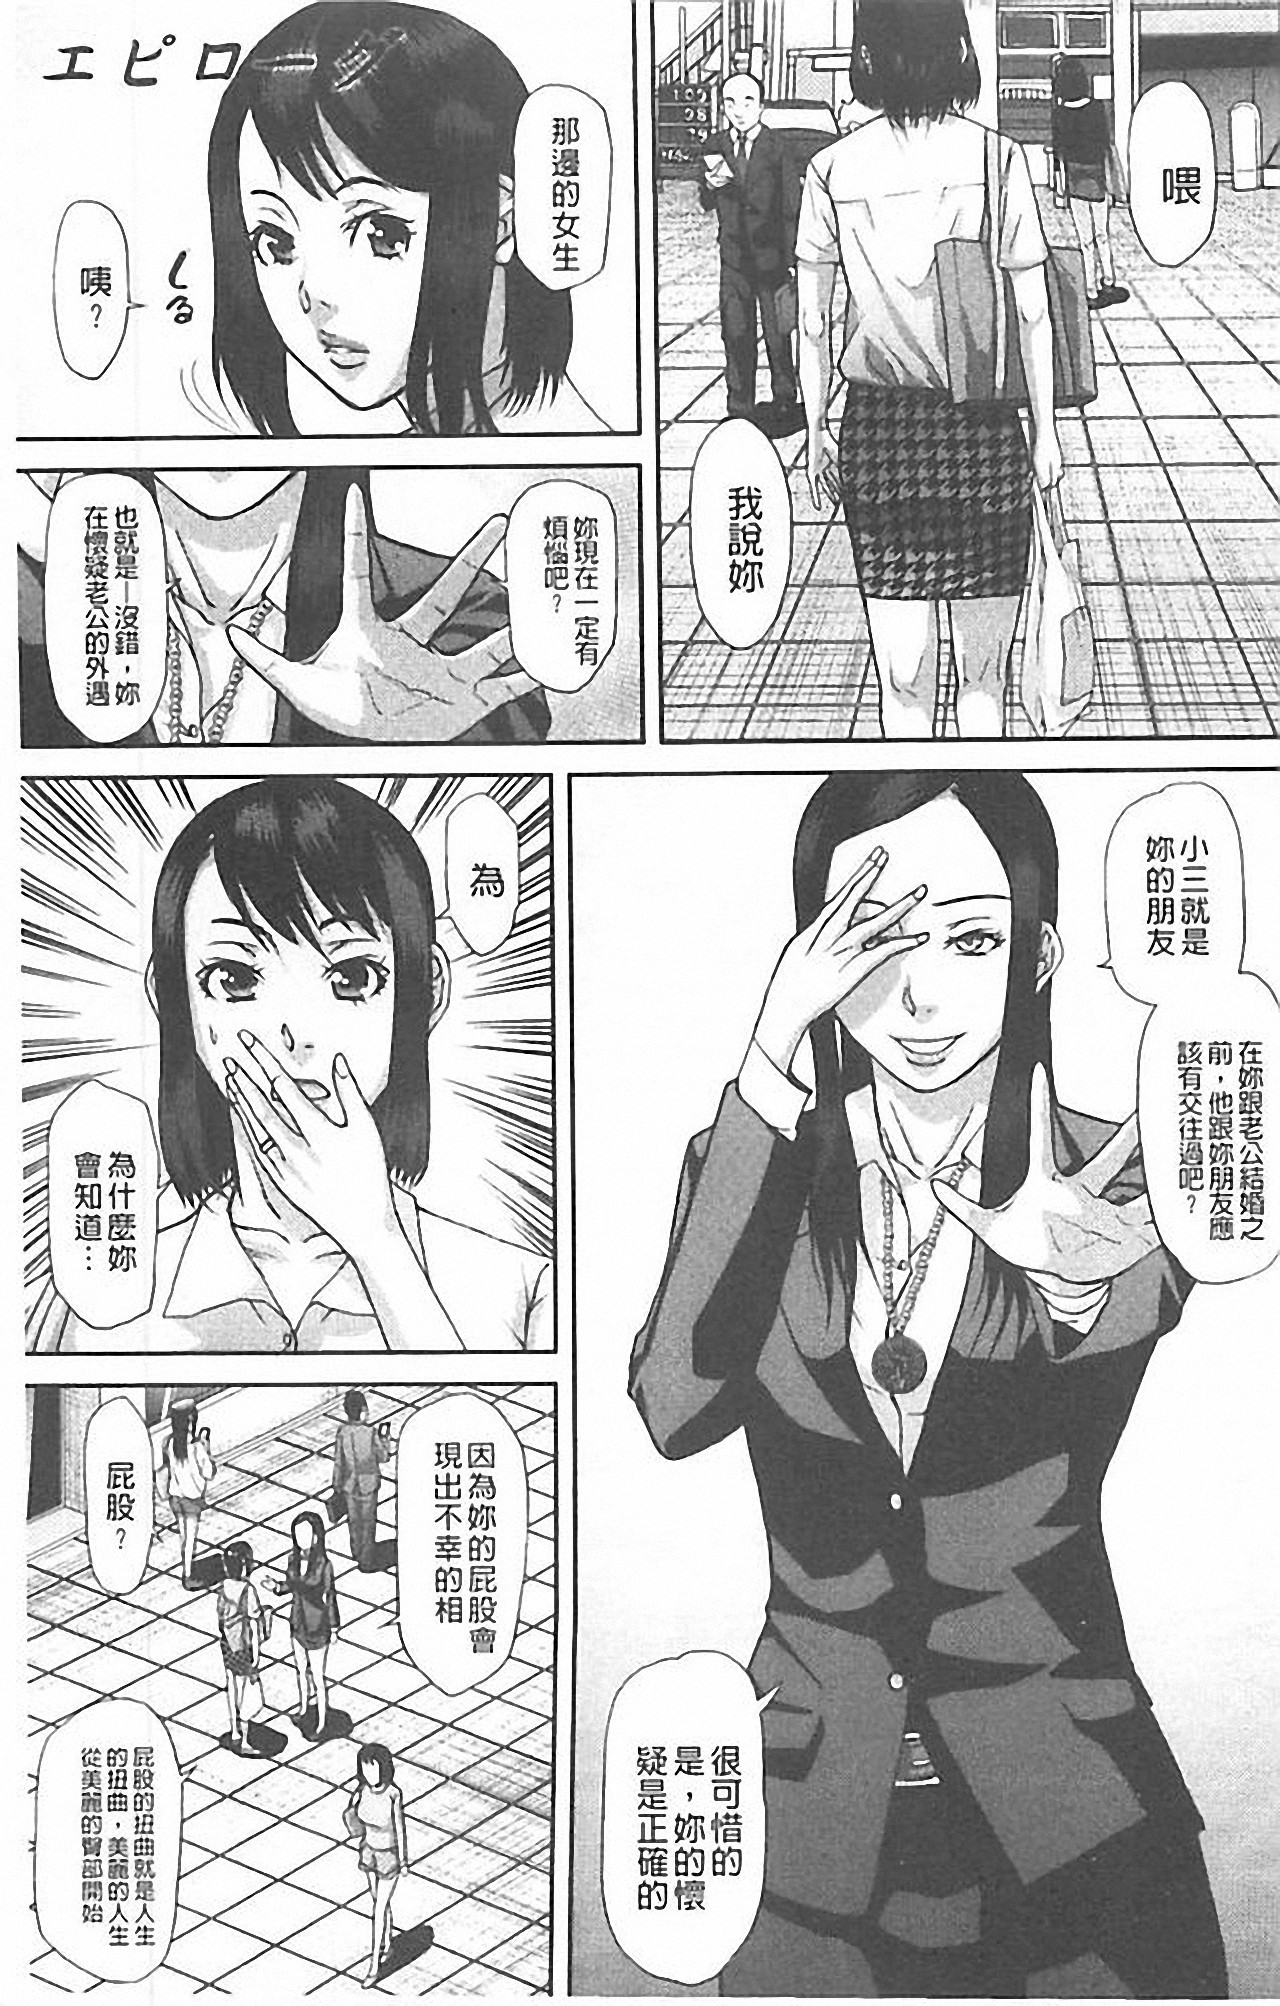 喂
我說妳
エピロ
那邊的女生
くる
咦？
妳現在一定有
煩惱吧？
也就是—沒錯，妳
在懷疑老公的外遇
小三就是
妳的朋友
在妳跟老公結婚之
前，他跟妳朋友應
該有交往過吧？
很可惜的
是，妳的懷
疑是正確的
為
為什麼妳
會知道…
因為妳的屁股會
現出不幸的相
屁股？
屁股的扭曲就是人生
的扭曲，美麗的人生
從美麗的臀部開始